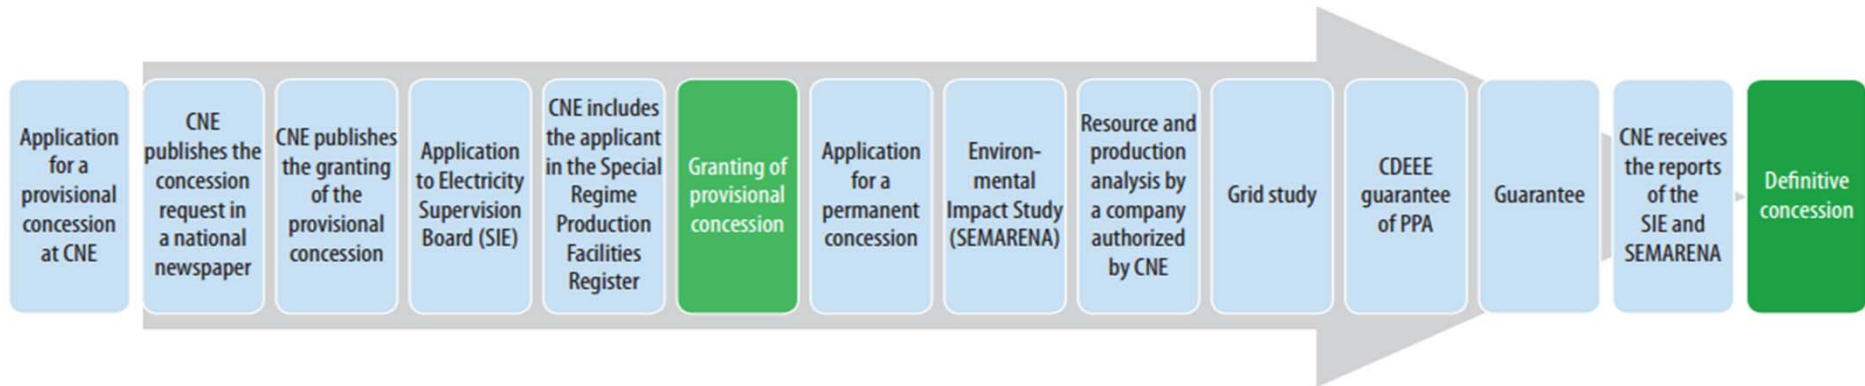 Application
for a
provisional
concession
at CNE
CNE
publishes the
concession
request in
a national
newspaper
CNE publishes
the granting
of the
provisional
concession
Application
to Electricity
Supervision
Board (SIE)
CNE includes
the applicant
in the Special
Regime
Production
Facilities
Register
Granting of
provisional
concession
Application
for a
permanent
concession
Environ-
mental
Impact Study
(SEMARENA)
Resource and
production
analysis by
a company
authorized
by CNE
Grid study
CDEEE
guarantee
of PPA
Guarantee
CNE receives
the reports
of the
SIE and
SEMARENA
Definitive
concession